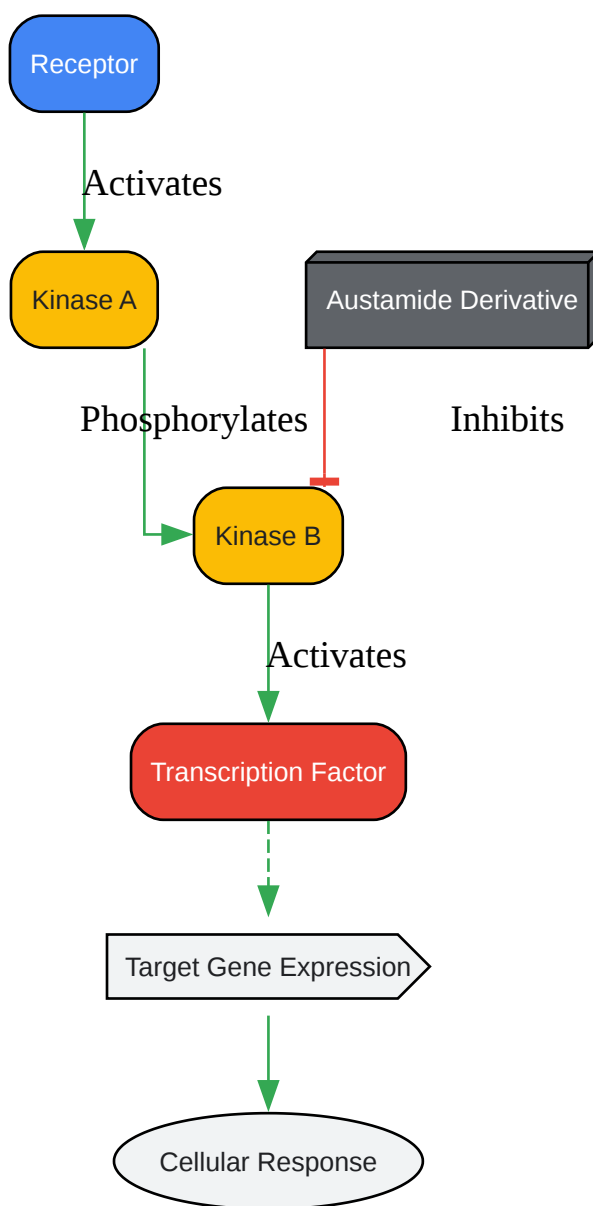 Receptor
Activates
Kinase A
Austamide Derivative
Phosphorylates
Inhibits
Kinase B
Activates
Transcription Factor
Target Gene Expression
Cellular Response